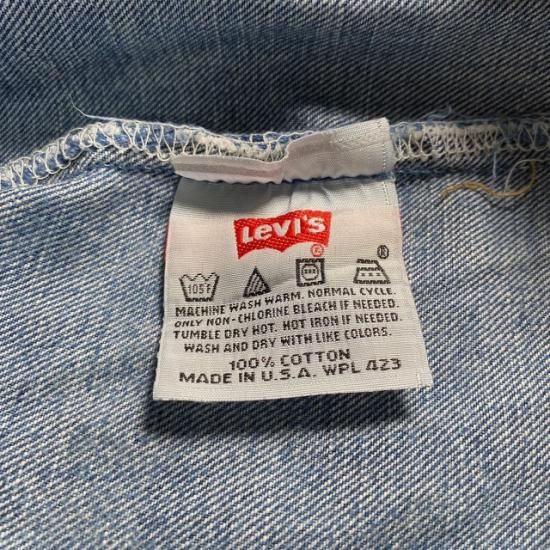 Levi's
®
105F
MACHINE WASH WARM. NORMAL CYCLE.
ONLY NON-CHLORINE BLEACH IF NEEDED.
TUMBLE DRY HOT. HOT IRON IF NEEDED.
WASH AND DRY WITH LIKE COLORS.
100% COTTON
MADE IN U.S.A. WPL 423